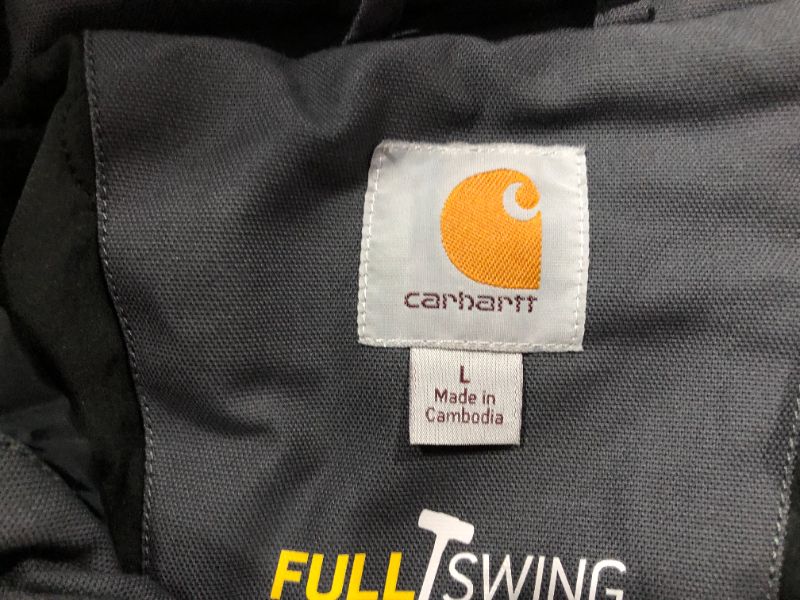 carhartt
L
Made in
Cambodia
FULL SWING